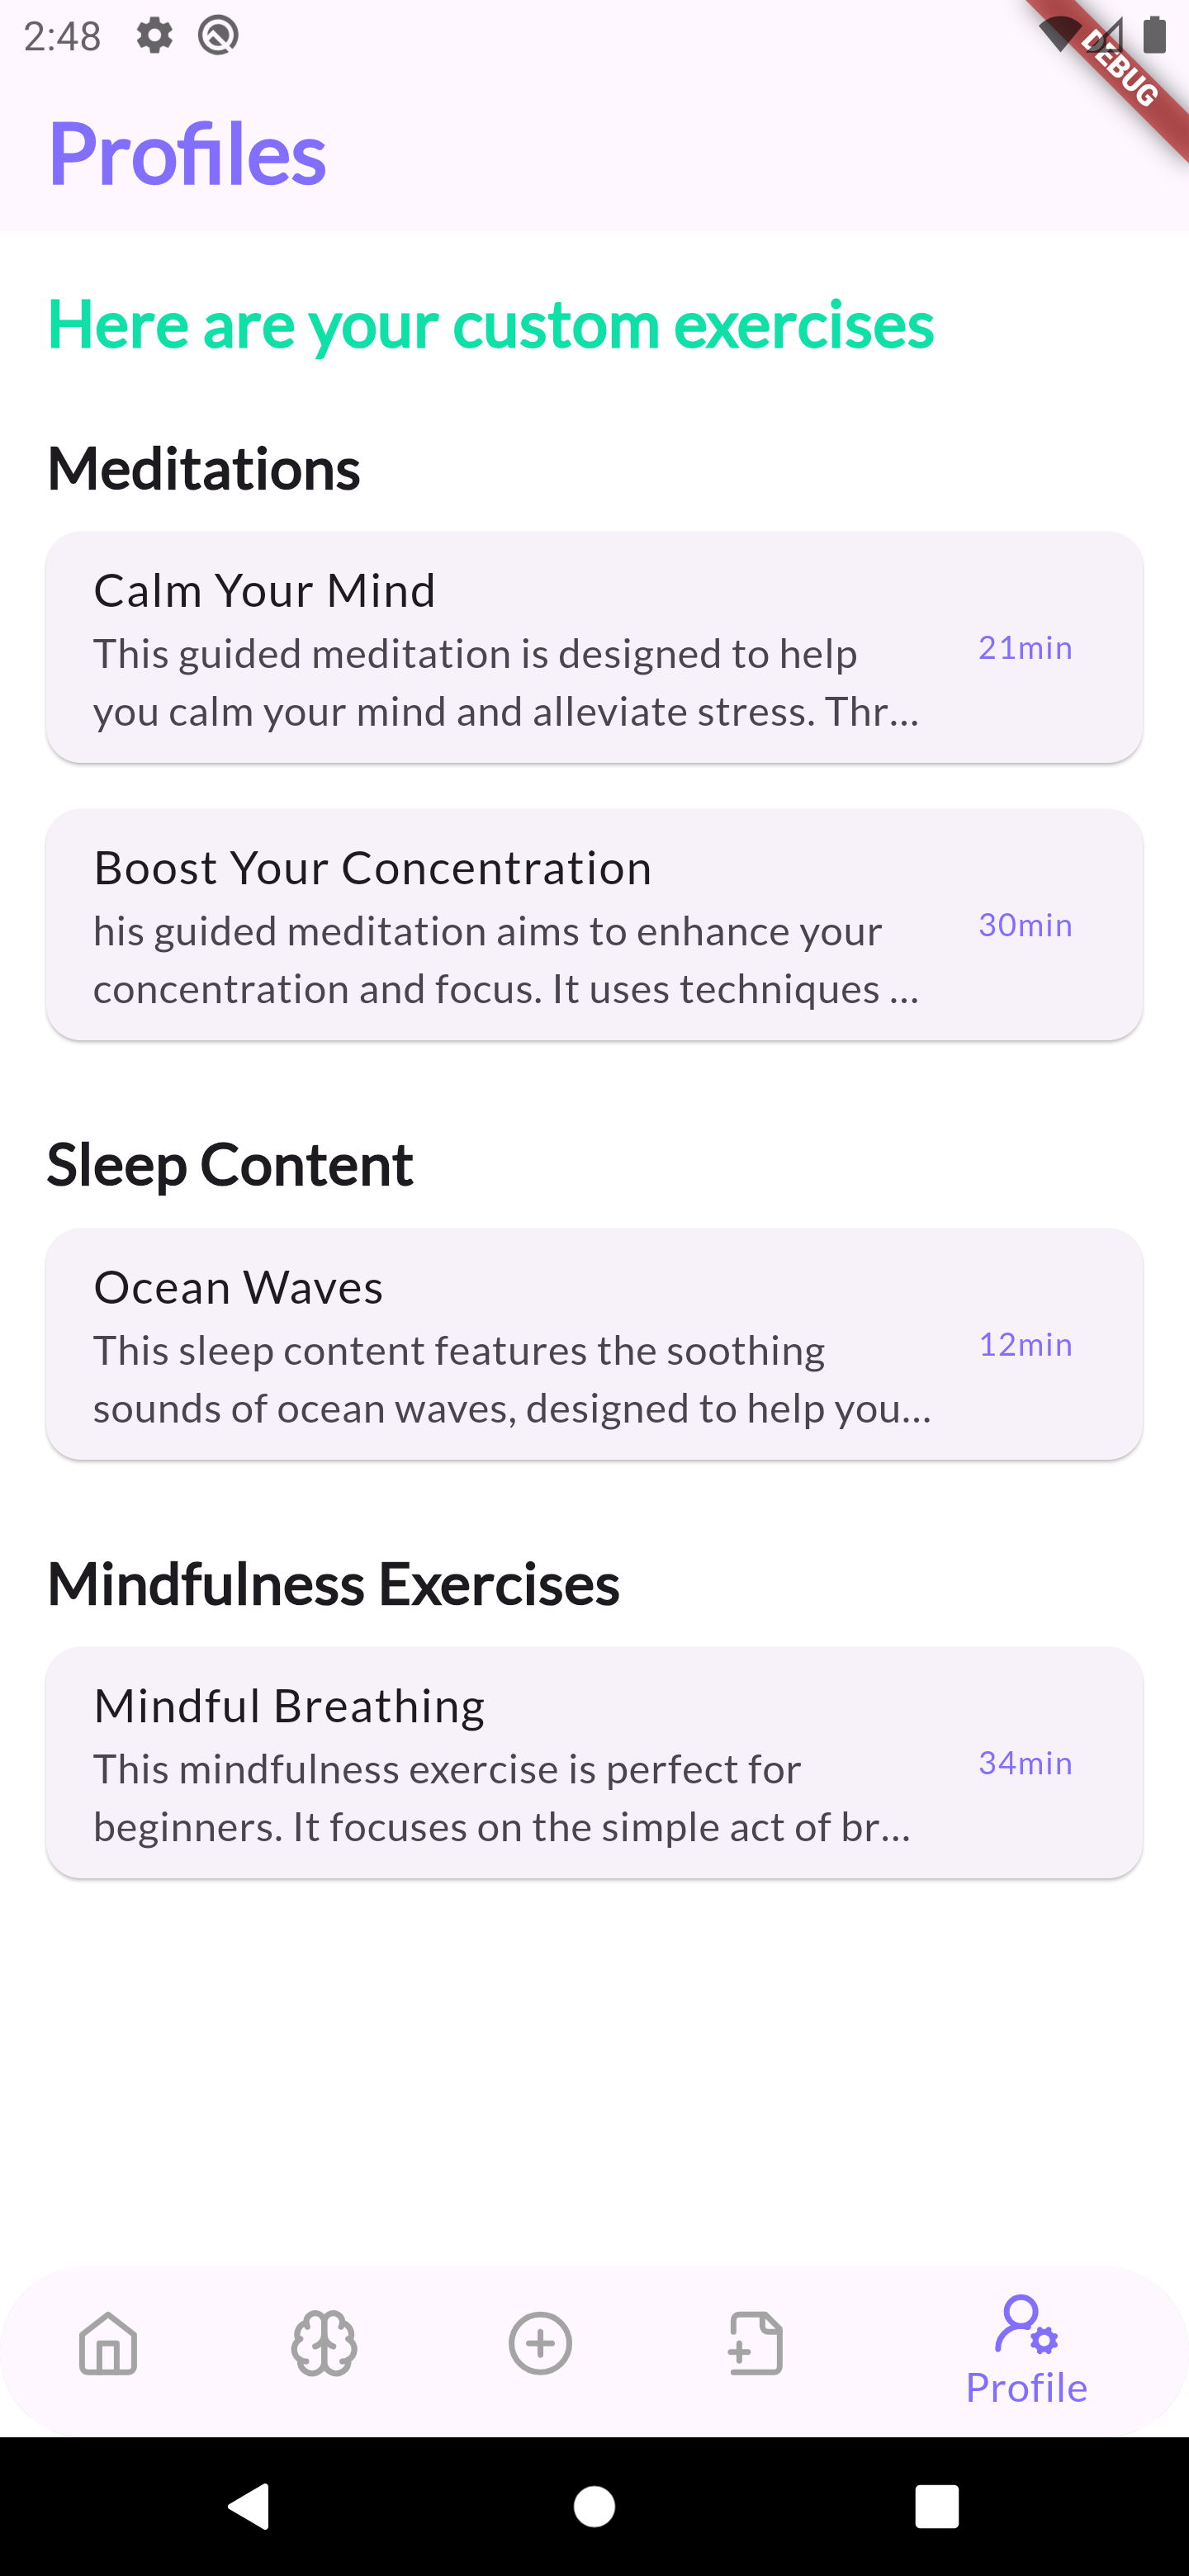 2:48
DEBUG
Profiles
Here are your custom exercises
Meditations
Calm Your Mind
This guided meditation is designed to help
you calm your mind and alleviate stress. Thr...
21min
Boost Your Concentration
his guided meditation aims to enhance your
concentration and focus. It uses techniques ...
30min
Sleep Content
Ocean Waves
This sleep content features the soothing
sounds of ocean waves, designed to help you...
12min
Mindfulness Exercises
Mindful Breathing
This mindfulness exercise is perfect for
beginners. It focuses on the simple act of br...
34min
Profile